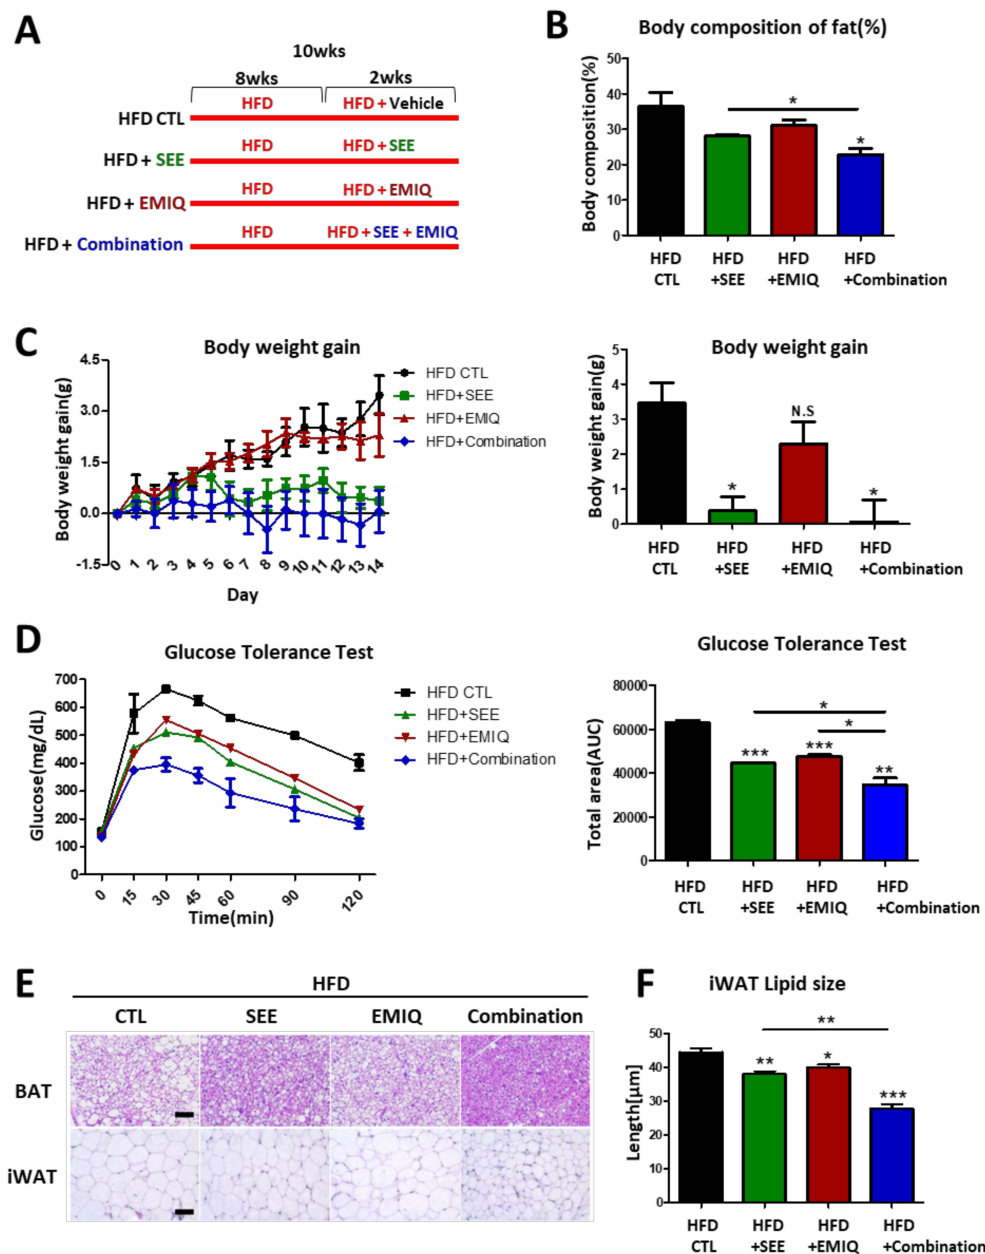 A
10wks
8wks 2wks
HFD HFD + Vehicle
HFD CTL
HFD HFD + SEE
HFD + SEE
HFD HFD + EMIQ
HFD + EMIQ
HFD HFD + SEE + EMIQ
HFD + Combination
B
Body composition of fat(%)
Body composition(%)
50
40
30
20
10
0
*
*
HFD HFD HFD HFD
CTL +SEE +EMIQ +Combination
C
Body weight gain
Body weight gain(g)
4.5
3.0
1.5
0.0
-1.5
0 1 2 3 4 5 6 7 8 9 10 11 12 13 14
Day
HFD CTL
HFD+SEE
HFD+EMIQ
HFD+Combination
Body weight gain
Body weight gain(g)
5
4
3
2
1
0
N.S
*
*
HFD HFD HFD HFD
CTL +SEE +EMIQ +Combination
D
Glucose Tolerance Test
Glucose(mg/dL)
700
600
500
400
300
200
100
0
0 15 30 45 60 90 120
Time(min)
HFD CTL
HFD+SEE
HFD+EMIQ
HFD+Combination
Glucose Tolerance Test
Total area(AUC)
80000
60000
40000
20000
0
*
*
*** *** **
HFD HFD HFD HFD
CTL +SEE +EMIQ +Combination
E
HFD
CTL SEE EMIQ Combination
BAT
iWAT
F
iWAT Lipid size
Length[μm]
50
40
30
20
10
0
**
** * ***
HFD HFD HFD HFD
CTL +SEE +EMIQ +Combination